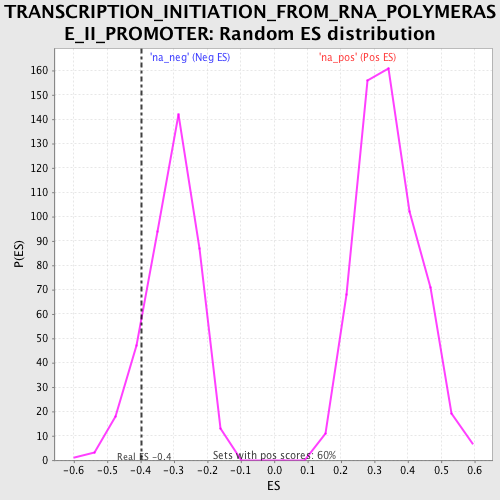 TRANSCRIPTION_INITIATION_FROM_RNA_POLYMERAS
E_II_PROMOTER: Random ES distribution
'na_neg' (Neg ES)
'na_pos' (Pos ES)
160
150
140
130
120
110
100
90
80
70
60
50
40
30
20
10
0
P(ES)
Real ES -0.4
Sets with pos scores: 60%
-0.6 -0.5 -0.4 -0.3 -0.2 -0.1 0.0 0.1 0.2 0.3 0.4 0.5 0.6
ES